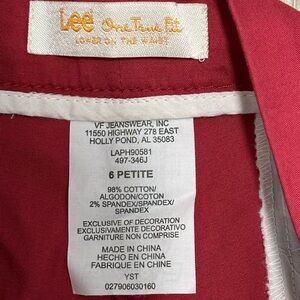 Lee One True Fit
LOWER ON THE WAIST
VF JEANSWEAR, INC
11550 HIGHWAY 278 EAST
HOLLY POND, AL 35083
LAPH90581
497-346J
6 PETITE
98% COTTON/
ALGODON/COTON
2% SPANDEX/SPANDEX/
SPANDEX
EXCLUSIVE OF DECORATION
EXCLUSIVAMENTE DECORATIVO
GARNITURE NON COMPRISE
MADE IN CHINA
HECHO EN CHINA
FABRIQUE EN CHINE
YST
027906030160